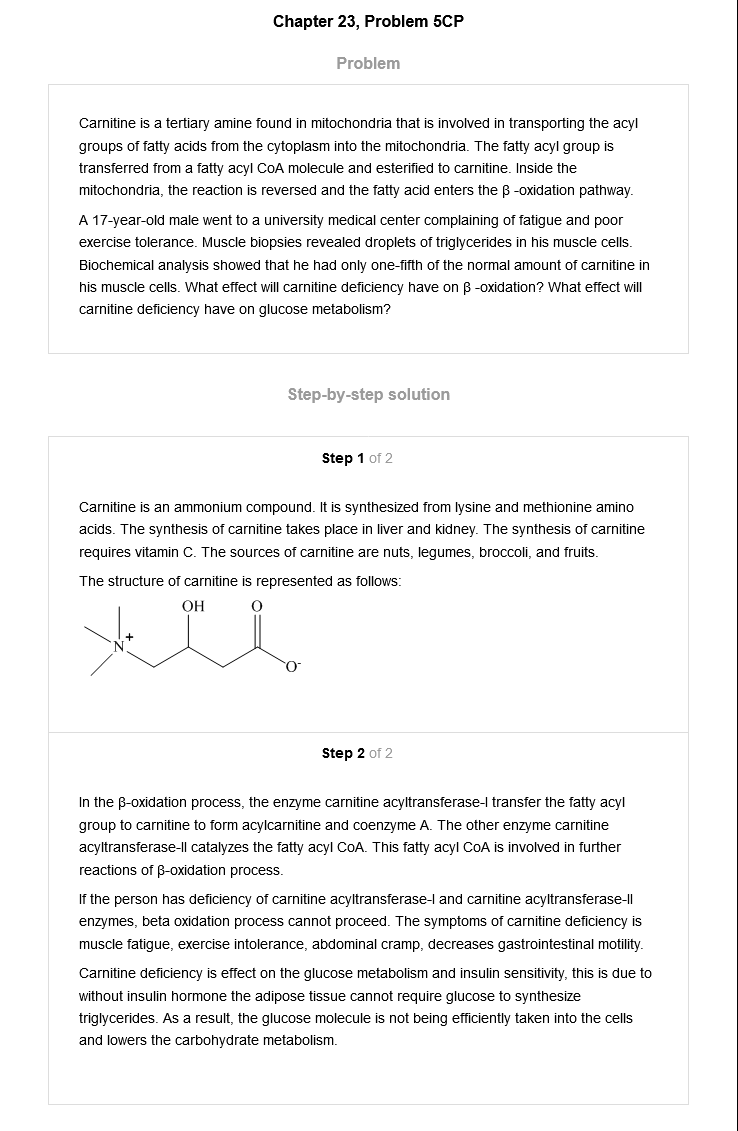 Chapter 23, Problem 5CP
Problem
Carnitine is a tertiary amine found in mitochondria that is involved in transporting the acyl
groups of fatty acids from the cytoplasm into the mitochondria. The fatty acyl group is
transferred from a fatty acyl CoA molecule and esterified to carnitine. Inside the
mitochondria, the reaction is reversed and the fatty acid enters the β -oxidation pathway.
A 17-year-old male went to a university medical center complaining of fatigue and poor
exercise tolerance. Muscle biopsies revealed droplets of triglycerides in his muscle cells.
Biochemical analysis showed that he had only one-fifth of the normal amount of carnitine in
his muscle cells. What effect will carnitine deficiency have on β -oxidation? What effect will
carnitine deficiency have on glucose metabolism?
Step-by-step solution
Step 1 of 2
Carnitine is an ammonium compound. It is synthesized from lysine and methionine amino
acids. The synthesis of carnitine takes place in liver and kidney. The synthesis of carnitine
requires vitamin C. The sources of carnitine are nuts, legumes, broccoli, and fruits.
The structure of carnitine is represented as follows:
OH O
N+
O-
Step 2 of 2
In the β-oxidation process, the enzyme carnitine acyltransferase-I transfer the fatty acyl
group to carnitine to form acylcarnitine and coenzyme A. The other enzyme carnitine
acyltransferase-II catalyzes the fatty acyl CoA. This fatty acyl CoA is involved in further
reactions of β-oxidation process.
If the person has deficiency of carnitine acyltransferase-I and carnitine acyltransferase-II
enzymes, beta oxidation process cannot proceed. The symptoms of carnitine deficiency is
muscle fatigue, exercise intolerance, abdominal cramp, decreases gastrointestinal motility.
Carnitine deficiency is effect on the glucose metabolism and insulin sensitivity, this is due to
without insulin hormone the adipose tissue cannot require glucose to synthesize
triglycerides. As a result, the glucose molecule is not being efficiently taken into the cells
and lowers the carbohydrate metabolism.